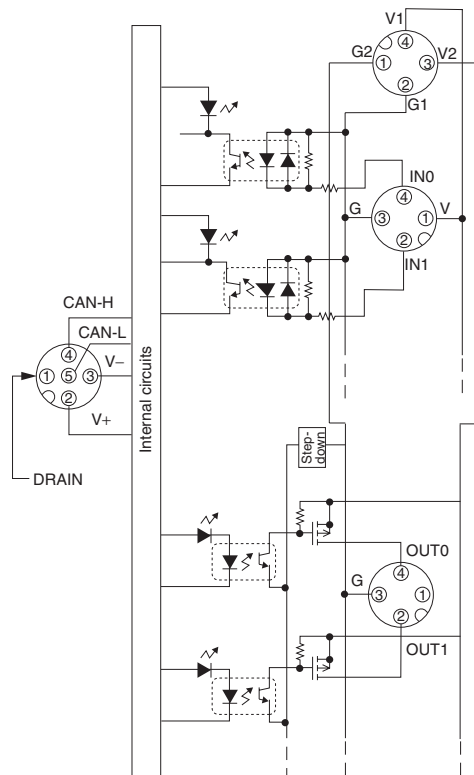 V1
4
G2
1
3
V2
2
G1
Internal circuits
IN0
4
G
3
1
V
2
IN1
CAN-H
CAN-L
4
V−
1
5
3
2
V+
DRAIN
Step-down
OUT0
4
G
3
1
2
OUT1